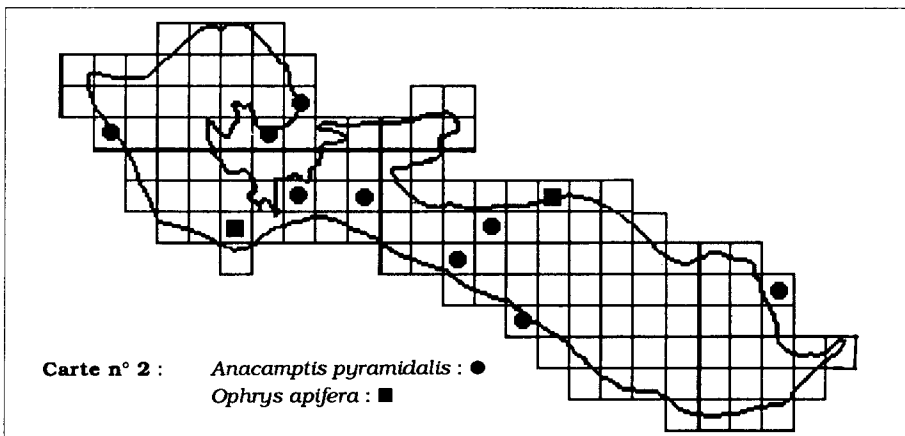 Carte n° 2 : Anacamptis pyramidalis : ●
Ophrys apifera : ■